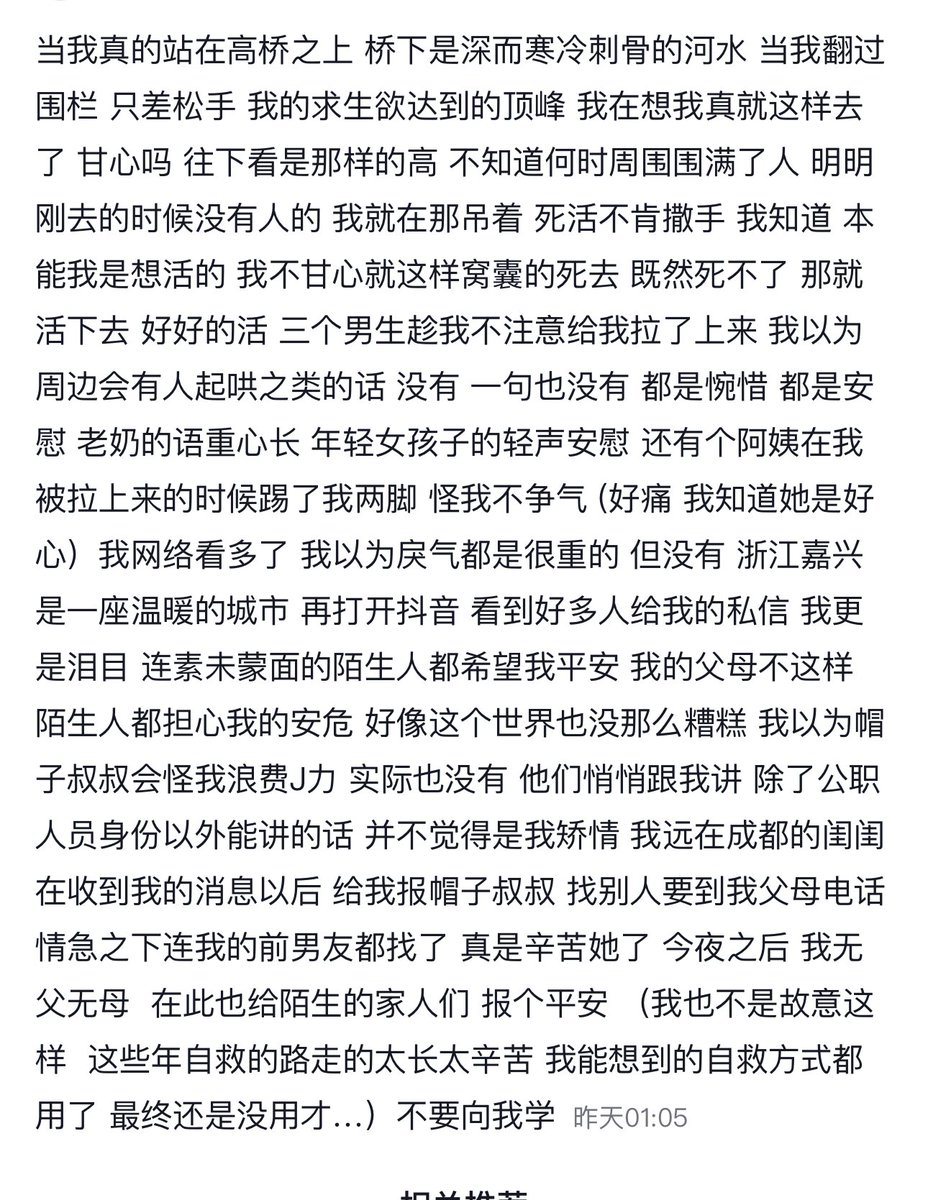 当我真的站在高桥之上 桥下是深而寒冷刺骨的河水 当我翻过
围栏 只差松手 我的求生欲达到的顶峰 我在想我真就这样去
了 甘心吗 往下看是那样的高 不知道何时周围围满了人 明明
刚去的时候没有人的 我就在那吊着 死活不肯撒手 我知道 本
能我是想活的 我不甘心就这样窝囊的死去 既然死不了 那就
活下去 好好的活 三个男生趁我不注意给我拉了上来 我以为
周边会有人起哄之类的话 没有 一句也没有 都是惋惜 都是安
慰 老奶的语重心长 年轻女孩子的轻声安慰 还有个阿姨在我
被拉上来的时候踢了我两脚 怪我不争气 (好痛 我知道她是好
心）我网络看多了 我以为戾气都是很重的 但没有 浙江嘉兴
是一座温暖的城市 再打开抖音 看到好多人给我的私信 我更
是泪目 连素未蒙面的陌生人都希望我平安 我的父母不这样
陌生人都担心我的安危 好像这个世界也没那么糟糕 我以为帽
子叔叔会怪我浪费J力 实际也没有 他们悄悄跟我讲 除了公职
人员身份以外能讲的话 并不觉得是我矫情 我远在成都的闺闺
在收到我的消息以后 给我报帽子叔叔 找别人要到我父母电话
情急之下连我的前男友都找了 真是辛苦她了 今夜之后 我无
父无母 在此也给陌生的家人们 报个平安 （我也不是故意这
样 这些年自救的路走的太长太辛苦 我能想到的自救方式都
用了 最终还是没用才...）不要向我学 昨天01:05